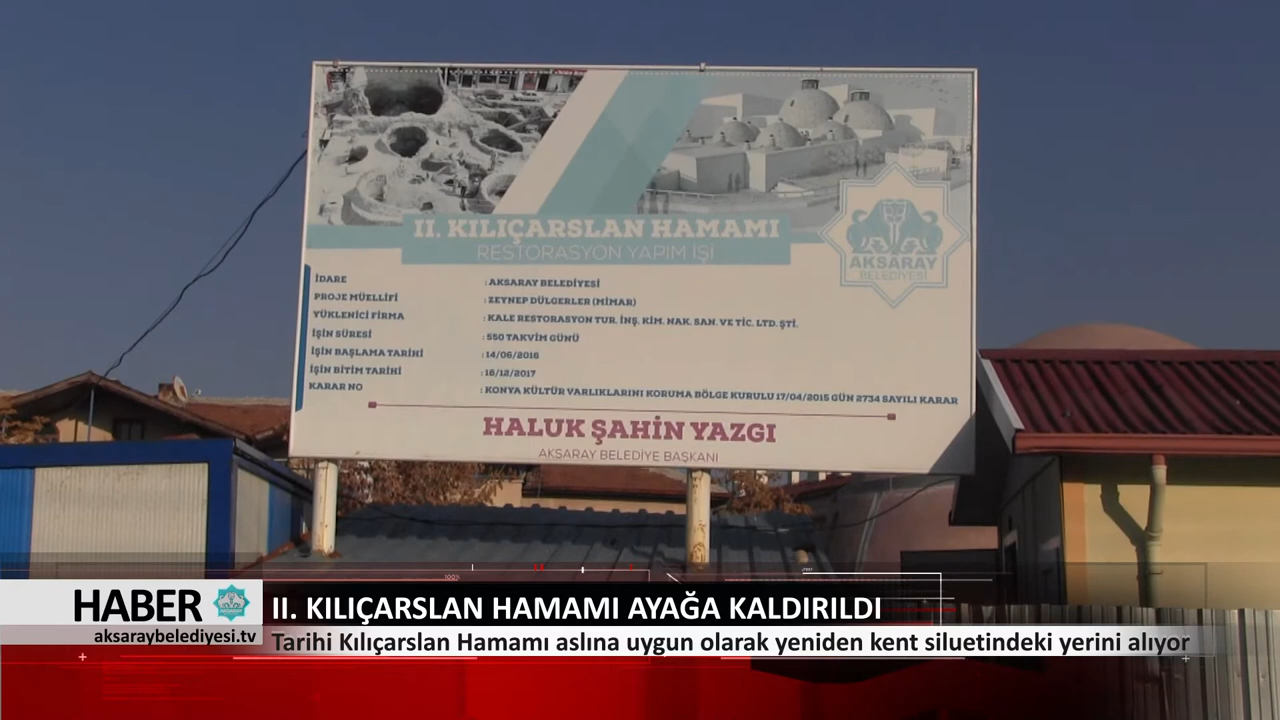 II. KILIÇARSLAN HAMAMI
RESTORASYON YAPIM İŞİ
AKSARAY
BELEDİYESİ
İDARE : AKSARAY BELEDİYESİ
PROJE MÜELLİFİ : ZEYNEP DÜLGERLER (MİMAR)
YÜKLENİCİ FİRMA : KALE RESTORASYON TUR. İNŞ. KİM. NAK. SAN. VE TİC. LTD. ŞTİ.
İŞİN SÜRESİ : 550 TAKVİM GÜNÜ
İŞİN BAŞLAMA TARİHİ : 14/06/2016
İŞİN BİTİM TARİHİ : 16/12/2017
KARAR NO : KONYA KÜLTÜR VARLIKLARINI KORUMA BÖLGE KURULU 17/04/2015 GÜN 2734 SAYILI KARAR
HALUK ŞAHİN YAZGI
AKSARAY BELEDİYE BAŞKANI
100%
HABER
AKSARAY
aksaraybelediyesi.tv
II. KILIÇARSLAN HAMAMI AYAĞA KALDIRILDI
Tarihi Kılıçarslan Hamamı aslına uygun olarak yeniden kent siluetindeki yerini alıyor